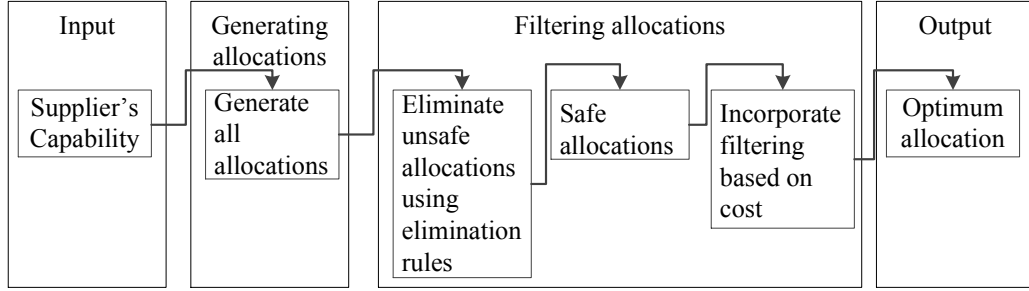 Input
Supplier's
Capability
Generating
allocations
Generate
all
allocations
Filtering allocations
Eliminate
unsafe
allocations
using
elimination
rules
Safe
allocations
Incorporate
filtering
based on
cost
Output
Optimum
allocation